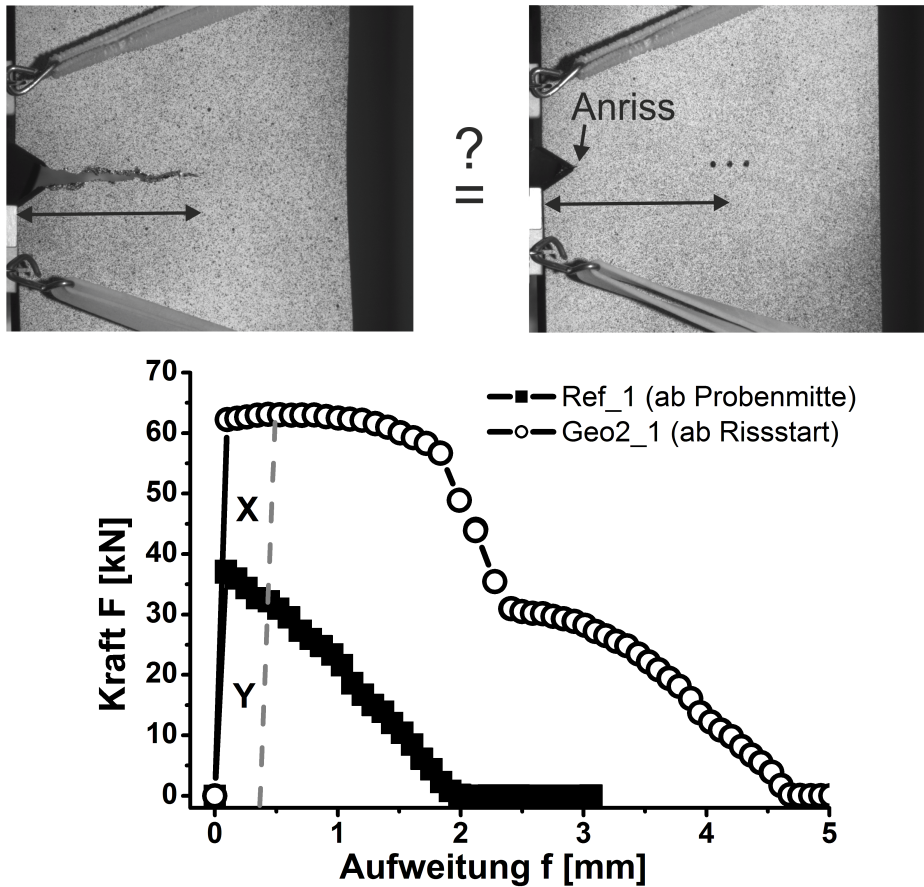 Anriss
?
=
70
60
50
40
30
20
10
0
Kraft F [kN]
Ref_1 (ab Probenmitte)
Geo2_1 (ab Rissstart)
X
Y
0 1 2 3 4 5
Aufweitung f [mm]